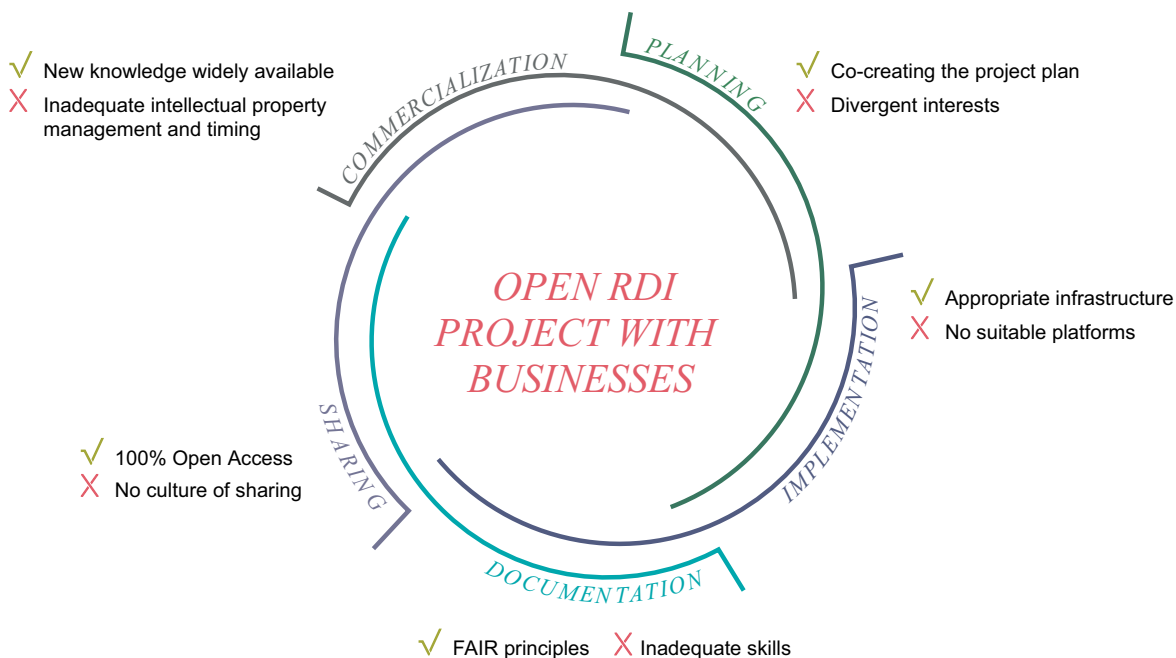 OPEN RDI
PROJECT WITH
BUSINESSES
PLANNING
√ Co-creating the project plan
X Divergent interests
IMPLEMENTATION
√ Appropriate infrastructure
X No suitable platforms
DOCUMENTATION
√ FAIR principles X Inadequate skills
SHARING
√ 100% Open Access
X No culture of sharing
COMMERCIALIZATION
√ New knowledge widely available
X Inadequate intellectual property
management and timing